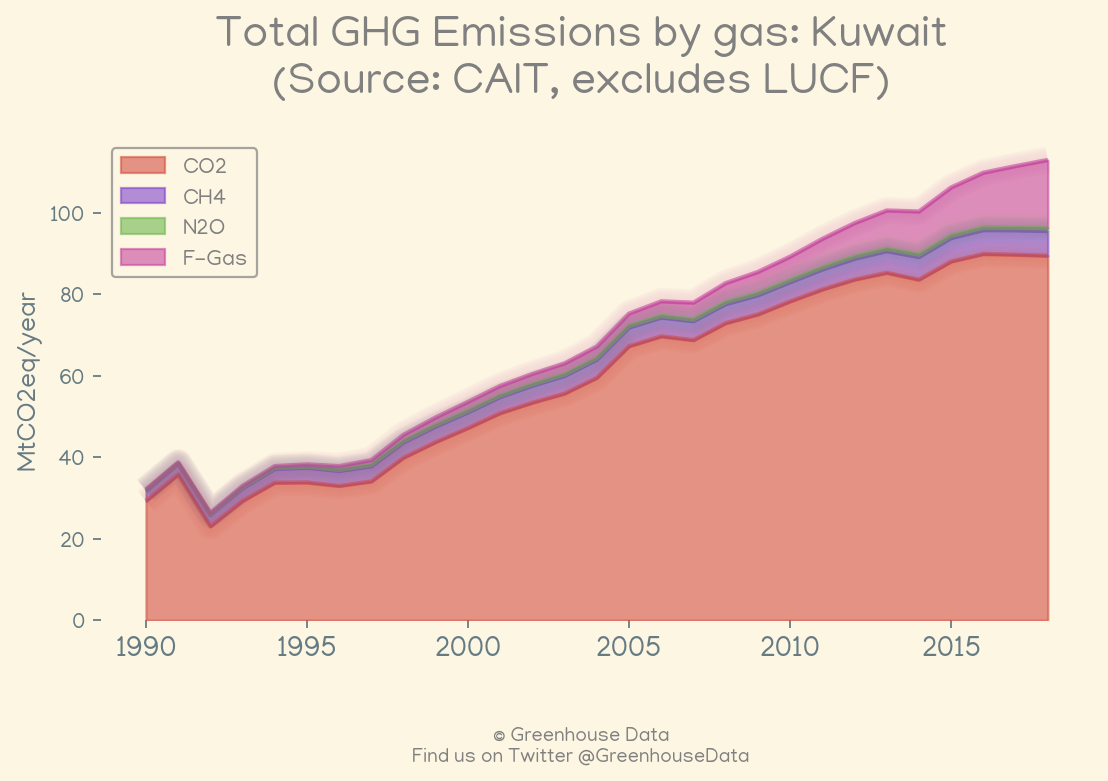 Total GHG Emissions by gas: Kuwait
(Source: CAIT, excludes LUCF)
CO2
CH4
N2O
F-Gas
MtCO2eq/year
100
80
60
40
20
0
1990 1995 2000 2005 2010 2015
© Greenhouse Data
Find us on Twitter @GreenhouseData